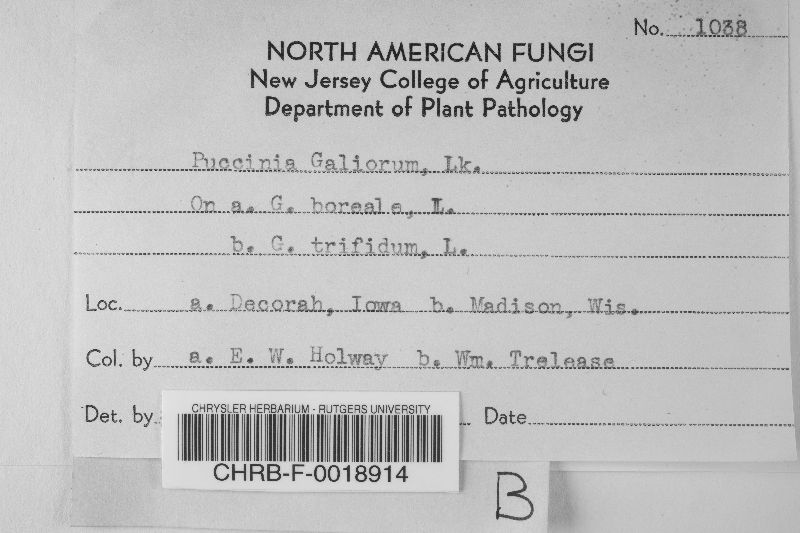 No. 1038
NORTH AMERICAN FUNGI
New Jersey College of Agriculture
Department of Plant Pathology
Puccinia Galiorum, Lk.
On a. G. boreale, L.
b. G. trifidum, L.
Loc. a. Decorah, Iowa b. Madison, Wis.
Col. by a. E. W. Holway b. Wm. Trelease
Det. by Date
CHRYSLER HERBARIUM - RUTGERS UNIVERSITY
CHRB-F-0018914
B